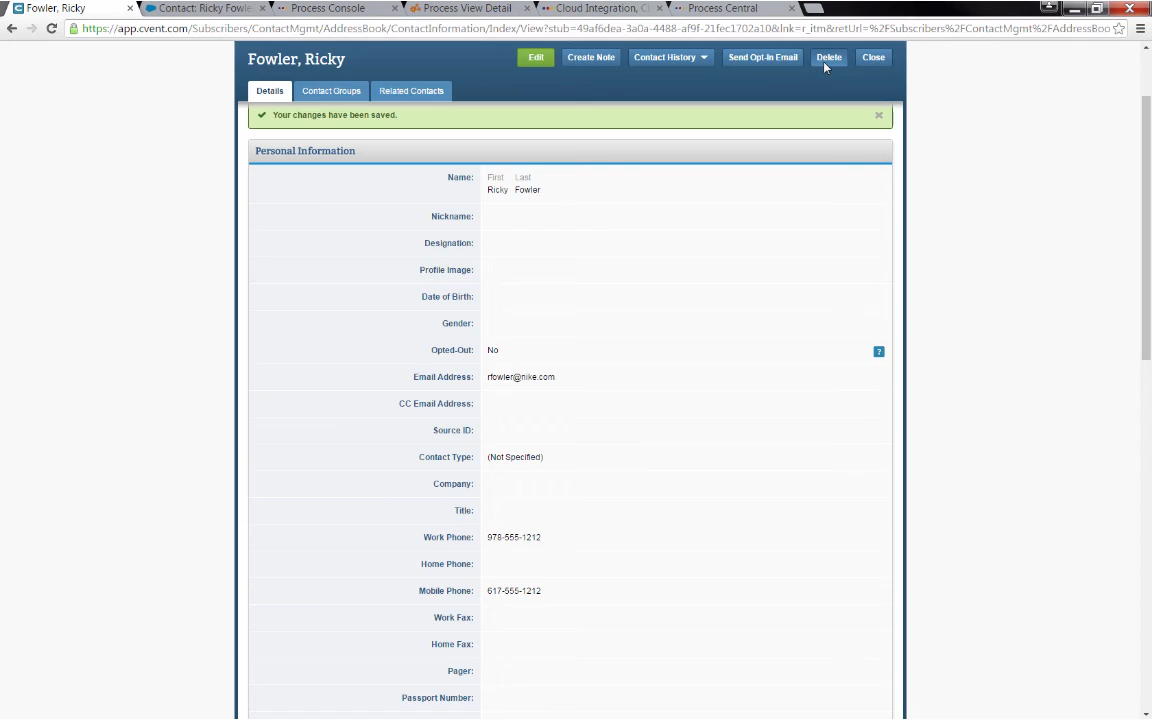 Fowler, Ricky
Contact: Ricky Fowle
Process Console
Process View Detail
Cloud Integration, Cl
Process Central
https://app.cvent.com/Subscribers/ContactMgmt/AddressBook/ContactInormation/Index/View?stub=49af6dea-3a0a-4488-af9f-21fec1702a10&lnk=r_itm&retUrl=%2FSubscribers%2FContactMgmt%2FAddressBoo
Fowler, Ricky
Edit
Create Note
Contact History
Send Opt-In Email
Delete
Close
Details
Contact Groups
Related Contacts
Your changes have been saved.
Personal Information
Name:
First Last
Ricky Fowler
Nickname:
Designation:
Profile Image:
Date of Birth:
Gender:
Opted-Out: No
?
Email Address: rfowler@nike.com
CC Email Address:
Source ID:
Contact Type: (Not Specified)
Company:
Title:
Work Phone: 978-555-1212
Home Phone:
Mobile Phone: 617-555-1212
Work Fax:
Home Fax:
Pager:
Passport Number: